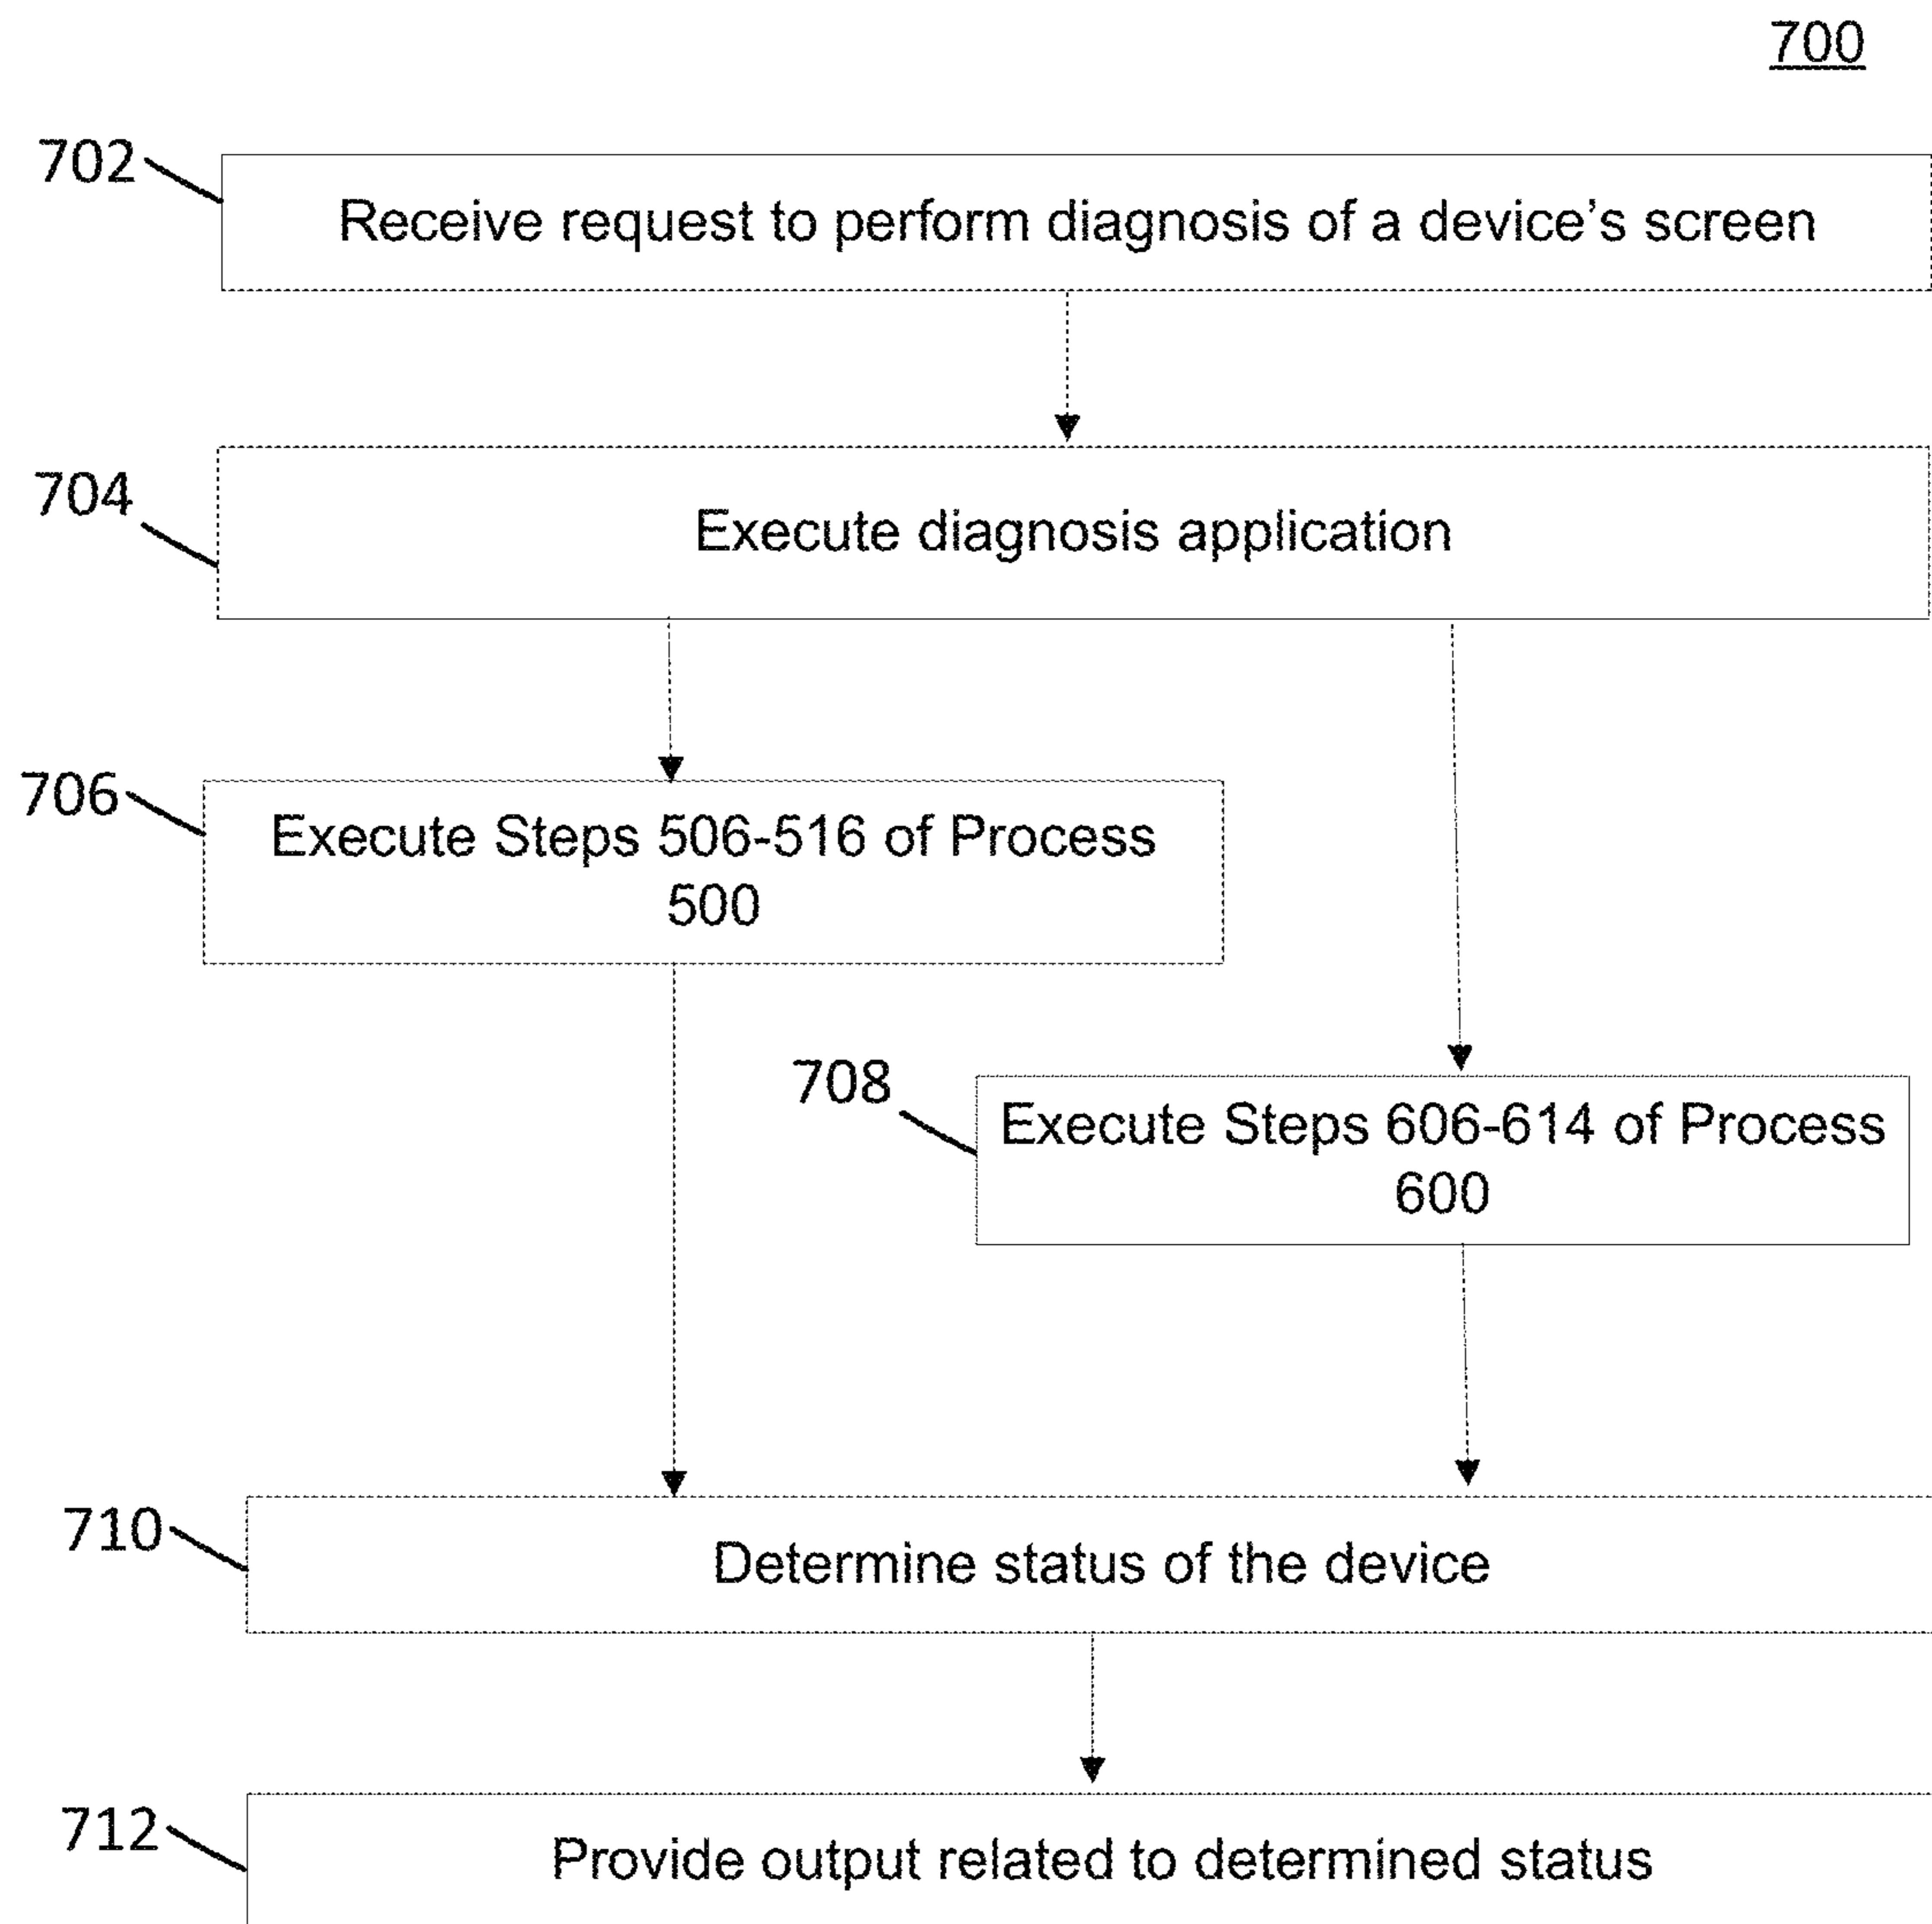 700
702
Receive request to perform diagnosis of a device's screen
704
Execute diagnosis application
706
Execute Steps 506-516 of Process
500
708
Execute Steps 606-614 of Process
600
710
Determine status of the device
712
Provide output related to determined status